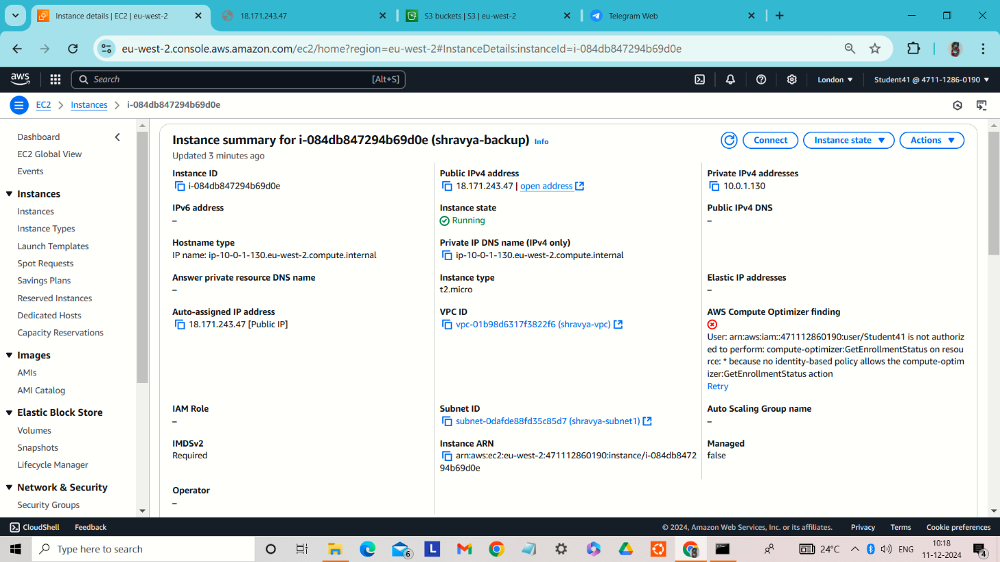 Instance details | EC2 | eu-west-2
18.171.243.47
S3 buckets | S3 | eu-west-2
Telegram Web
eu-west-2.console.aws.amazon.com/ec2/home?region=eu-west-2#InstanceDetails:instanceId=i-084db847294b69d0e
aws
Search
[Alt+S]
London
Student41 @ 4711-1286-0190
EC2
Instances
i-084db847294b69d0e
Dashboard
EC2 Global View
Events
Instances
Instances
Instance Types
Launch Templates
Spot Requests
Savings Plans
Reserved Instances
Dedicated Hosts
Capacity Reservations
Images
AMIs
AMI Catalog
Elastic Block Store
Volumes
Snapshots
Lifecycle Manager
Network & Security
Security Groups
Instance summary for i-084db847294b69d0e (shravya-backup) Info
Updated 3 minutes ago
Connect
Instance state
Actions
Instance ID
i-084db847294b69d0e
Public IPv4 address
18.171.243.47 | open address
Private IPv4 addresses
10.0.1.130
IPv6 address
–
Instance state
Running
Public IPv4 DNS
–
Hostname type
IP name: ip-10-0-1-130.eu-west-2.compute.internal
Private IP DNS name (IPv4 only)
ip-10-0-1-130.eu-west-2.compute.internal
Answer private resource DNS name
–
Instance type
t2.micro
Elastic IP addresses
–
Auto-assigned IP address
18.171.243.47 [Public IP]
VPC ID
vpc-01b98d6317f3822f6 (shravya-vpc)
AWS Compute Optimizer finding
User: arn:aws:iam::471112860190:user/Student41 is not authoriz
ed to perform: compute-optimizer:GetEnrollmentStatus on resou
rce: * because no identity-based policy allows the compute-optim
izer:GetEnrollmentStatus action
Retry
IAM Role
–
Subnet ID
subnet-0dafde88fd35c85d7 (shravya-subnet1)
Auto Scaling Group name
–
IMDSv2
Required
Instance ARN
arn:aws:ec2:eu-west-2:471112860190:instance/i-084db8472
94b69d0e
Managed
false
Operator
–
CloudShell
Feedback
© 2024, Amazon Web Services, Inc. or its affiliates.
Privacy
Terms
Cookie preferences
Type here to search
6
L
24°C
ENG
10:18
11-12-2024
4